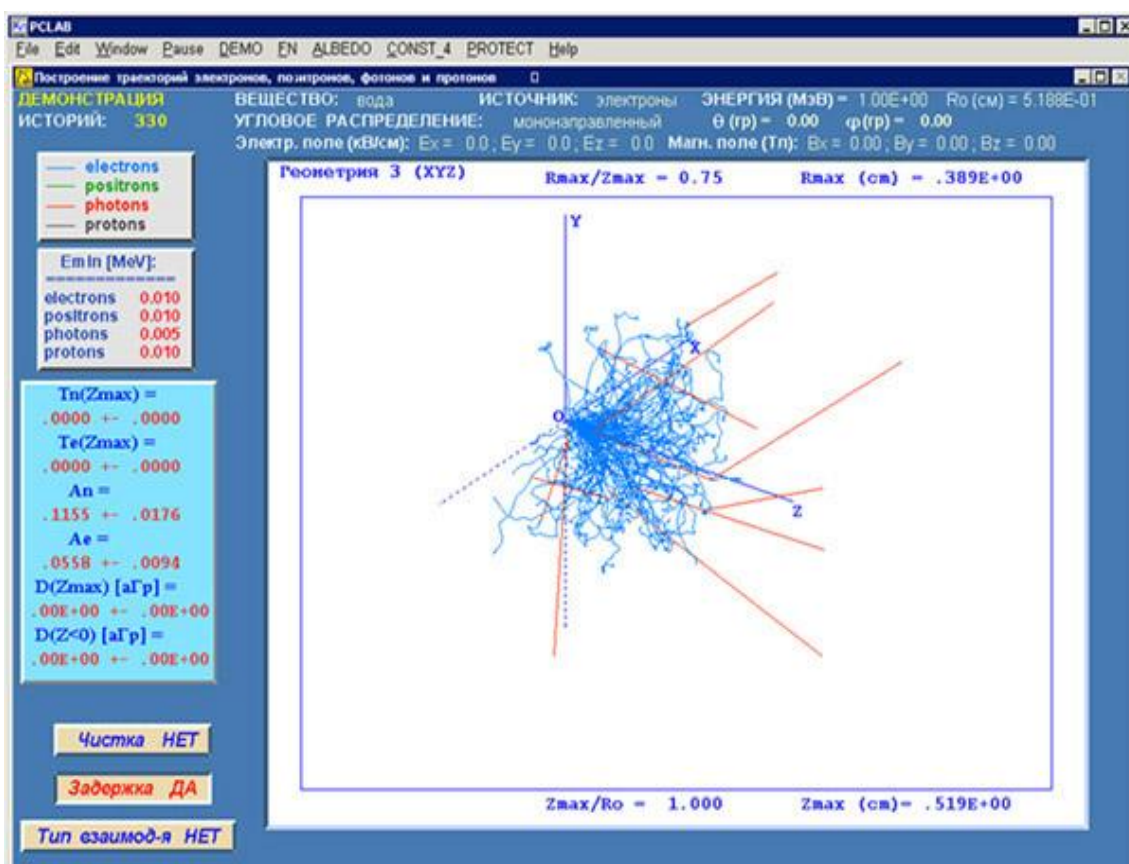 PCLAB
File Edit Window Pause DEMO FN ALBEDO CONST_4 PROTECT Help
Построение траекторий электронов, позитронов, фотонов и протонов
ДЕМОНСТРАЦИЯ ВЕЩЕСТВО: вода ИСТОЧНИК: электроны ЭНЕРГИЯ (МэВ) = 1.00E+00 Ro (см) = 5.188E-01
ИСТОРИЙ: 330 УГЛОВОЕ РАСПРЕДЕЛЕНИЕ: мононаправленный Θ (гр) = 0.00 φ(гр) = 0.00
Электр. поле (кВ/см): Ex = 0.0 ; Ey = 0.0 ; Ez = 0.0 Магн. поле (Тл): Bx = 0.00 ; By = 0.00 ; Bz = 0.00
electrons
positrons
photons
protons
Emin [MeV]:
=============
electrons 0.010
positrons 0.010
photons 0.005
protons 0.010
Tn(Zmax) =
.0000 +- .0000
Te(Zmax) =
.0000 +- .0000
An =
.1155 +- .0176
Ae =
.0558 +- .0094
D(Zmax) [аГр] =
.00E+00 +- .00E+00
D(Z<0) [аГр] =
.00E+00 +- .00E+00
Чистка НЕТ
Задержка ДА
Тип взаимод-я НЕТ
Геометрия 3 (XYZ) Rmax/Zmax = 0.75 Rmax (cm) = .389E+00
Y
X
O
Z
Zmax/Ro = 1.000 Zmax (cm)= .519E+00